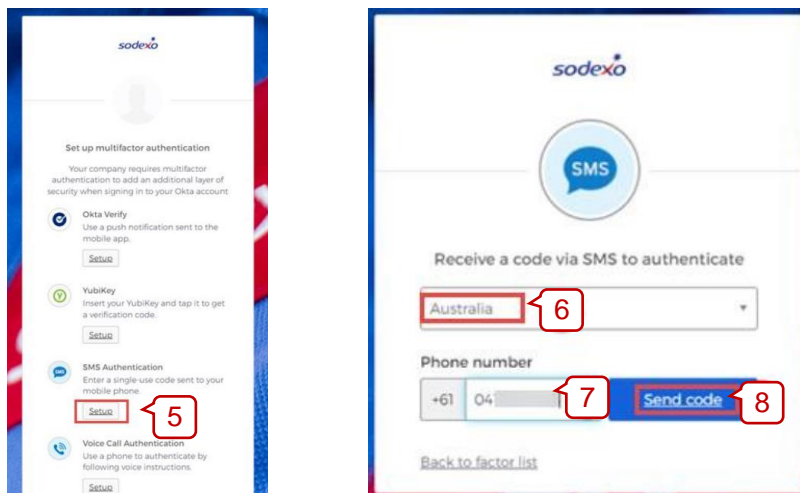 sodexo
Set up multifactor authentication
Your company requires multifactor
authentication to add an additional layer of
security when signing in to your Okta account
Okta Verify
Use a push notification sent to the
mobile app.
Setup
YubiKey
Insert your YubiKey and tap it to get
a verification code.
Setup
SMS
SMS Authentication
Enter a single-use code sent to your
mobile phone.
Setup
5
Voice Call Authentication
Use a phone to authenticate by
following voice instructions.
Setup
sodexo
SMS
Receive a code via SMS to authenticate
Australia
6
Phone number
+61 04
7
Send code
8
Back to factor list